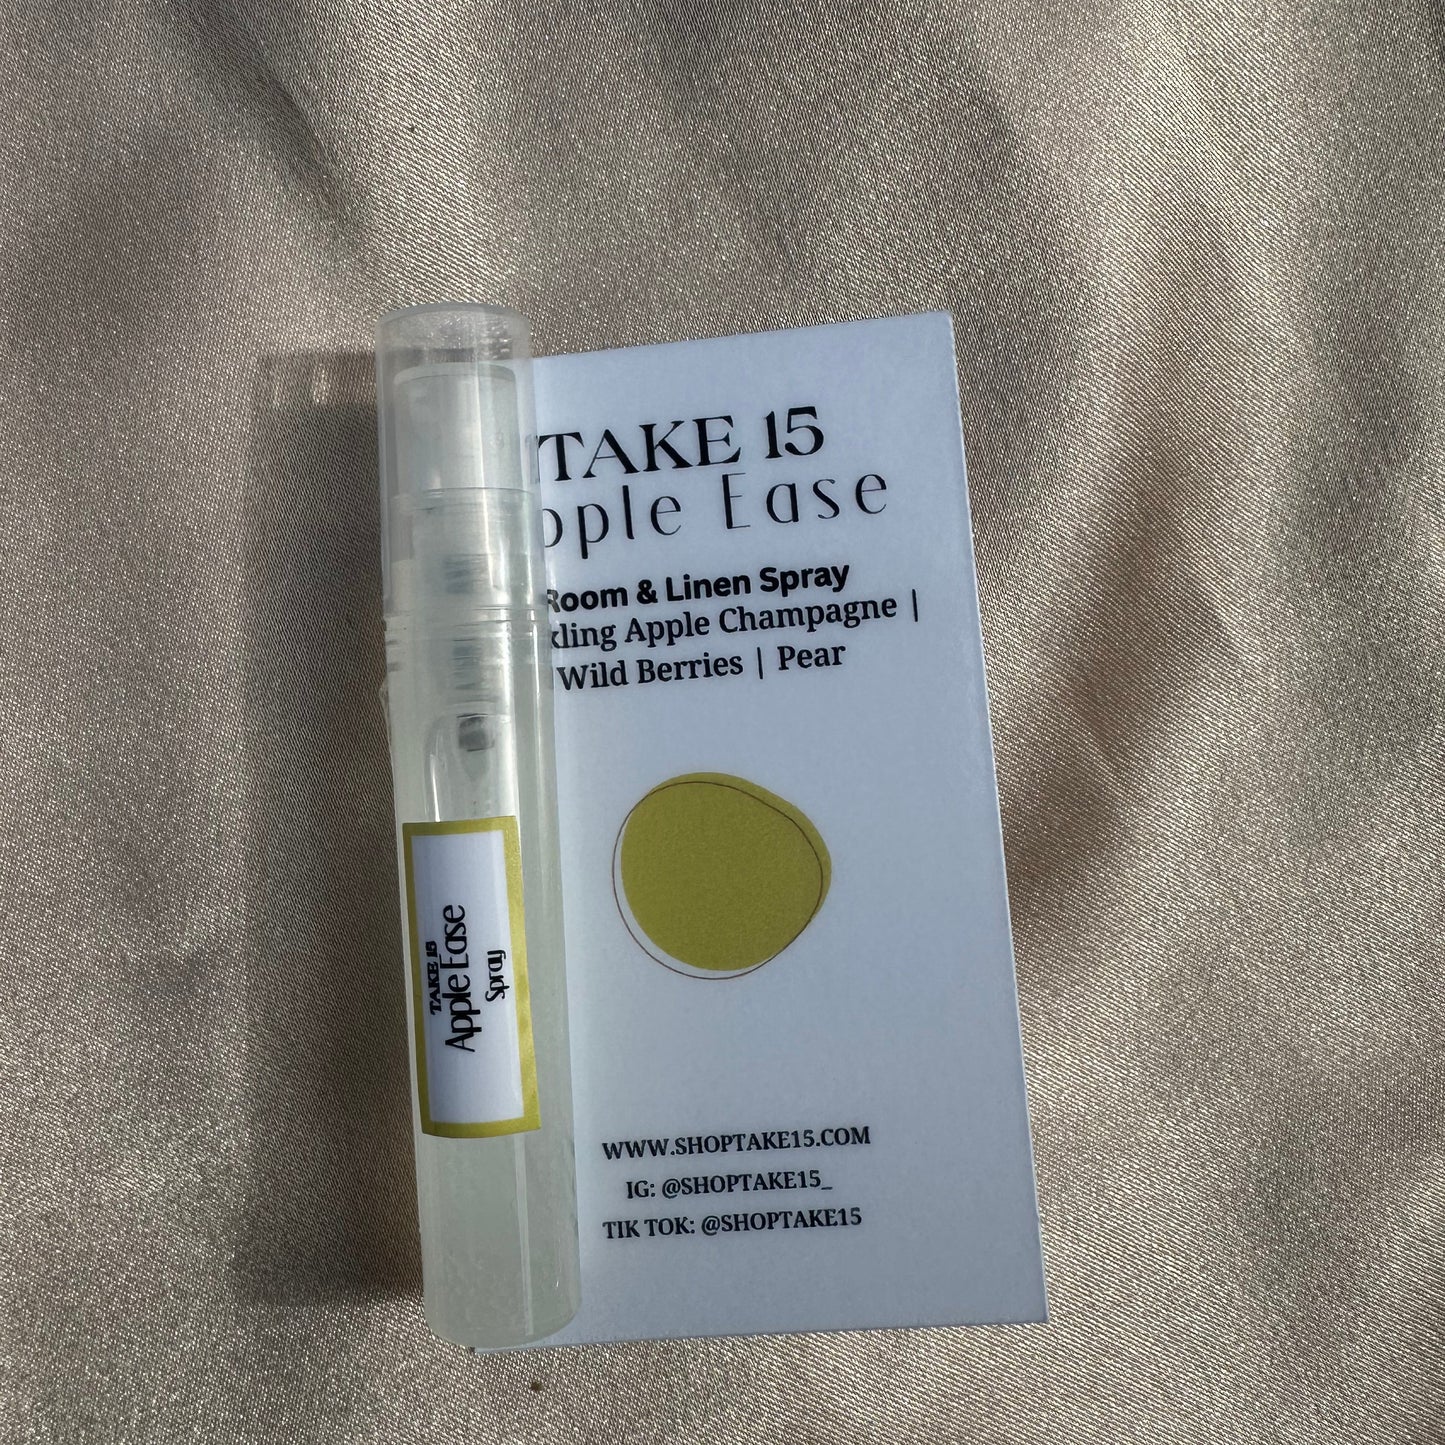 TAKE 15
pple Ease
Room & Linen Spray
kling Apple Champagne |
Wild Berries | Pear
WWW.SHOPTAKE15.COM
IG: @SHOPTAKE15_
TIK TOK: @SHOPTAKE15
TAKE 15
Apple Ease
Spray